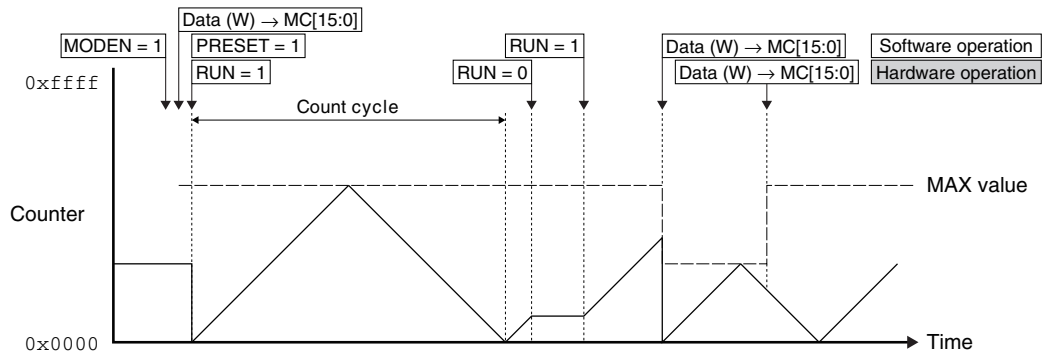 Data (W) → MC[15:0]
MODEN = 1
PRESET = 1
RUN = 1
RUN = 1
RUN = 0
Data (W) → MC[15:0]
Data (W) → MC[15:0]
Software operation
Hardware operation
0xffff
Count cycle
MAX value
Counter
0x0000
Time